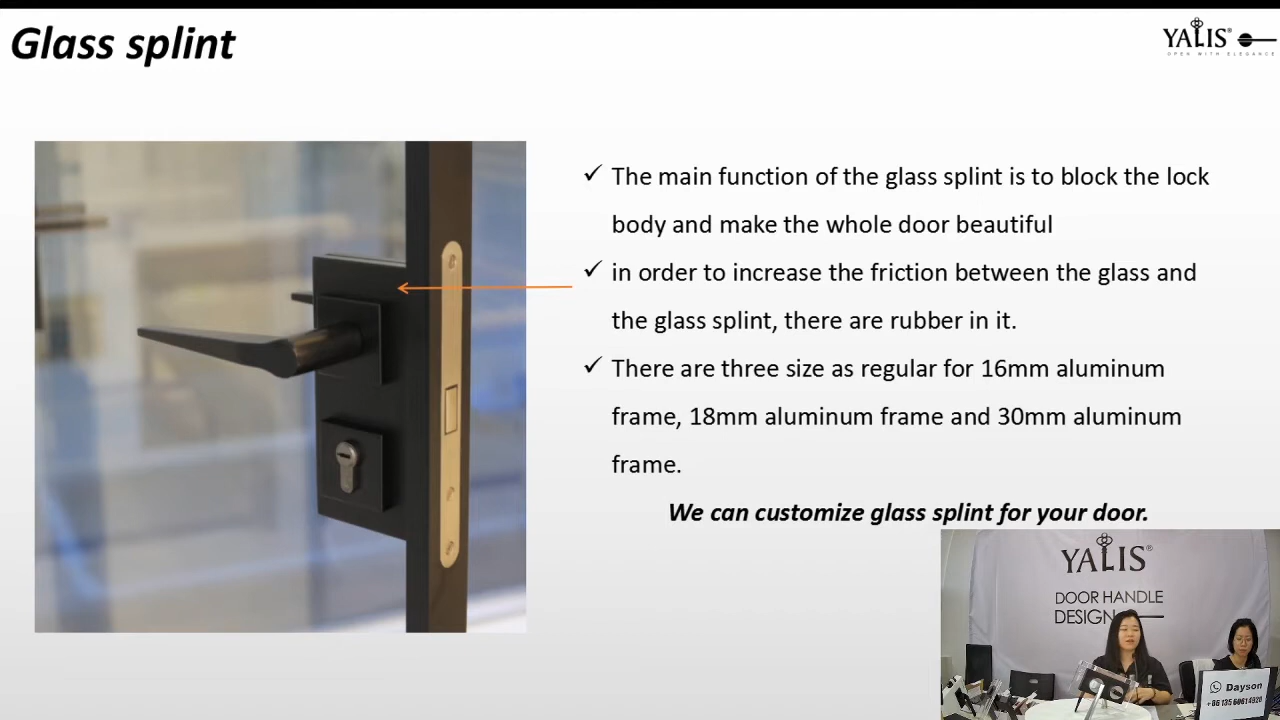 Glass splint
YALIS®
OPEN WITH ELEGANCE
✓ The main function of the glass splint is to block the lock
body and make the whole door beautiful
✓ in order to increase the friction between the glass and
the glass splint, there are rubber in it.
✓ There are three size as regular for 16mm aluminum
frame, 18mm aluminum frame and 30mm aluminum
frame.
We can customize glass splint for your door.
YALIS®
DOOR HANDLE
DESIGN
Dayson